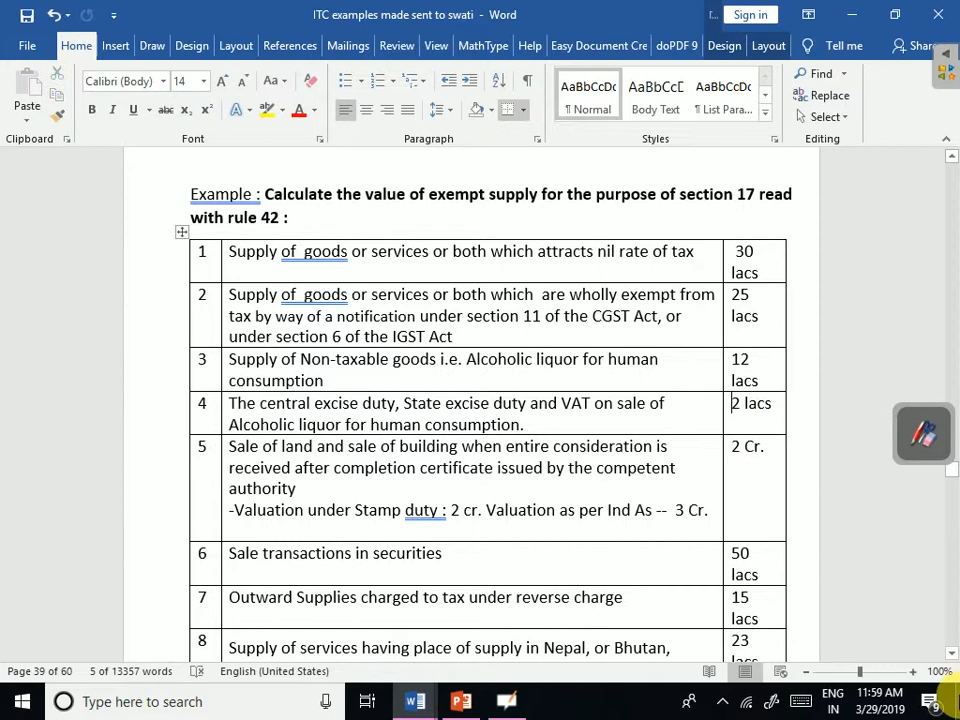 ITC examples made sent to swati - Word
Sign in
File Home Insert Draw Design Layout References Mailings Review View MathType Help Easy Document Cre doPDF 9 Design Layout Tell me Share
Paste
Calibri (Body) 14
Aa
B I U abc x₂ x²
AaBbCcDc AaBbCcDc AaBbCcDc
¶ Normal Body Text ¶ List Para...
Find
Replace
Select
Clipboard Font Paragraph Styles Editing
Example : Calculate the value of exempt supply for the purpose of section 17 read
with rule 42 :
1 Supply of goods or services or both which attracts nil rate of tax 30
lacs
2 Supply of goods or services or both which are wholly exempt from 25
tax by way of a notification under section 11 of the CGST Act, or lacs
under section 6 of the IGST Act
3 Supply of Non-taxable goods i.e. Alcoholic liquor for human 12
consumption lacs
4 The central excise duty, State excise duty and VAT on sale of 2 lacs
Alcoholic liquor for human consumption.
5 Sale of land and sale of building when entire consideration is 2 Cr.
received after completion certificate issued by the competent
authority
-Valuation under Stamp duty : 2 cr. Valuation as per Ind As -- 3 Cr.
6 Sale transactions in securities 50
lacs
7 Outward Supplies charged to tax under reverse charge 15
lacs
8 Supply of services having place of supply in Nepal, or Bhutan, 23
Page 39 of 60 5 of 13357 words English (United States) 100%
Type here to search
ENG 11:59 AM
IN 3/29/2019 9